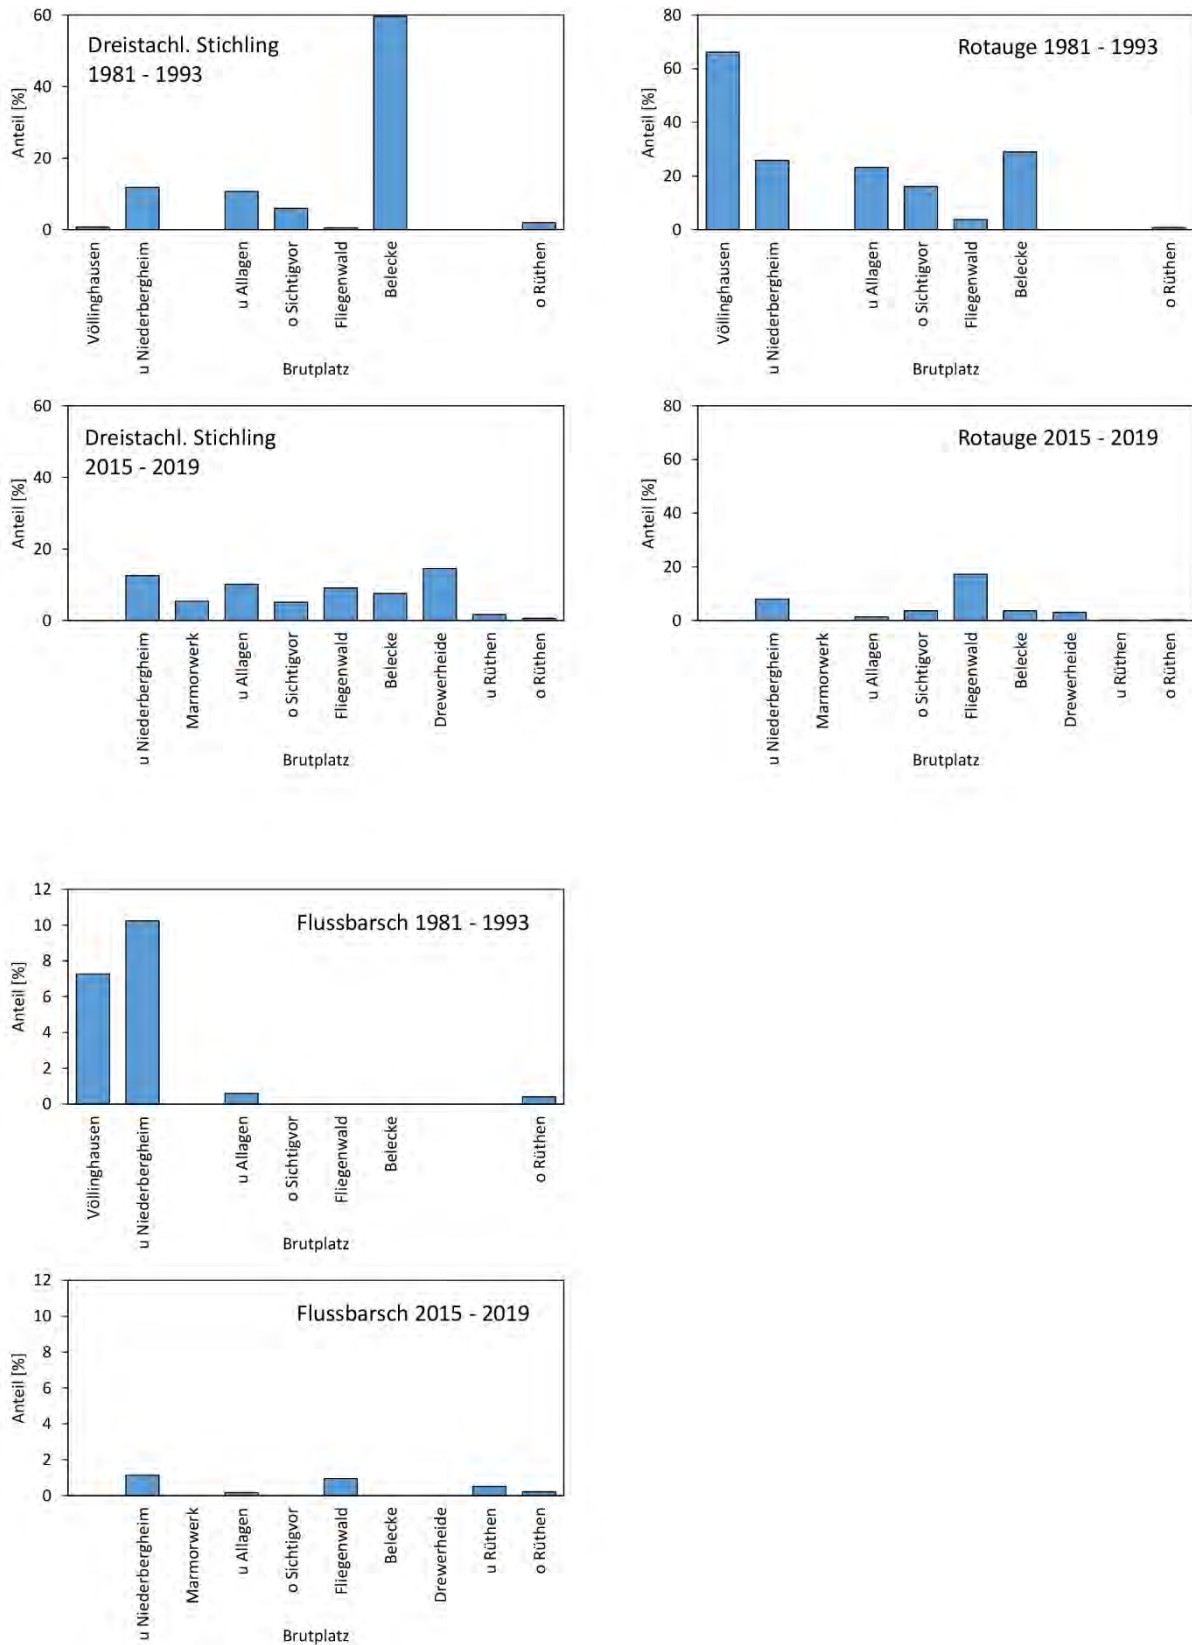 Dreistachl. Stichling
1981 - 1993
Anteil [%]
60
40
20
0
Völlinghausen
u Niederbergheim
u Allagen
o Sichtigvor
Fliegenwald
Belecke
o Rüthen
Brutplatz
Rotauge 1981 - 1993
Anteil [%]
80
60
40
20
0
Völlinghausen
u Niederbergheim
u Allagen
o Sichtigvor
Fliegenwald
Belecke
o Rüthen
Brutplatz
Dreistachl. Stichling
2015 - 2019
Anteil [%]
60
40
20
0
u Niederbergheim
Marmorwerk
u Allagen
o Sichtigvor
Fliegenwald
Belecke
Drewerheide
u Rüthen
o Rüthen
Brutplatz
Rotauge 2015 - 2019
Anteil [%]
80
60
40
20
0
u Niederbergheim
Marmorwerk
u Allagen
o Sichtigvor
Fliegenwald
Belecke
Drewerheide
u Rüthen
o Rüthen
Brutplatz
Flussbarsch 1981 - 1993
Anteil [%]
12
10
8
6
4
2
0
Völlinghausen
u Niederbergheim
u Allagen
o Sichtigvor
Fliegenwald
Belecke
o Rüthen
Brutplatz
Flussbarsch 2015 - 2019
Anteil [%]
12
10
8
6
4
2
0
u Niederbergheim
Marmorwerk
u Allagen
o Sichtigvor
Fliegenwald
Belecke
Drewerheide
u Rüthen
o Rüthen
Brutplatz